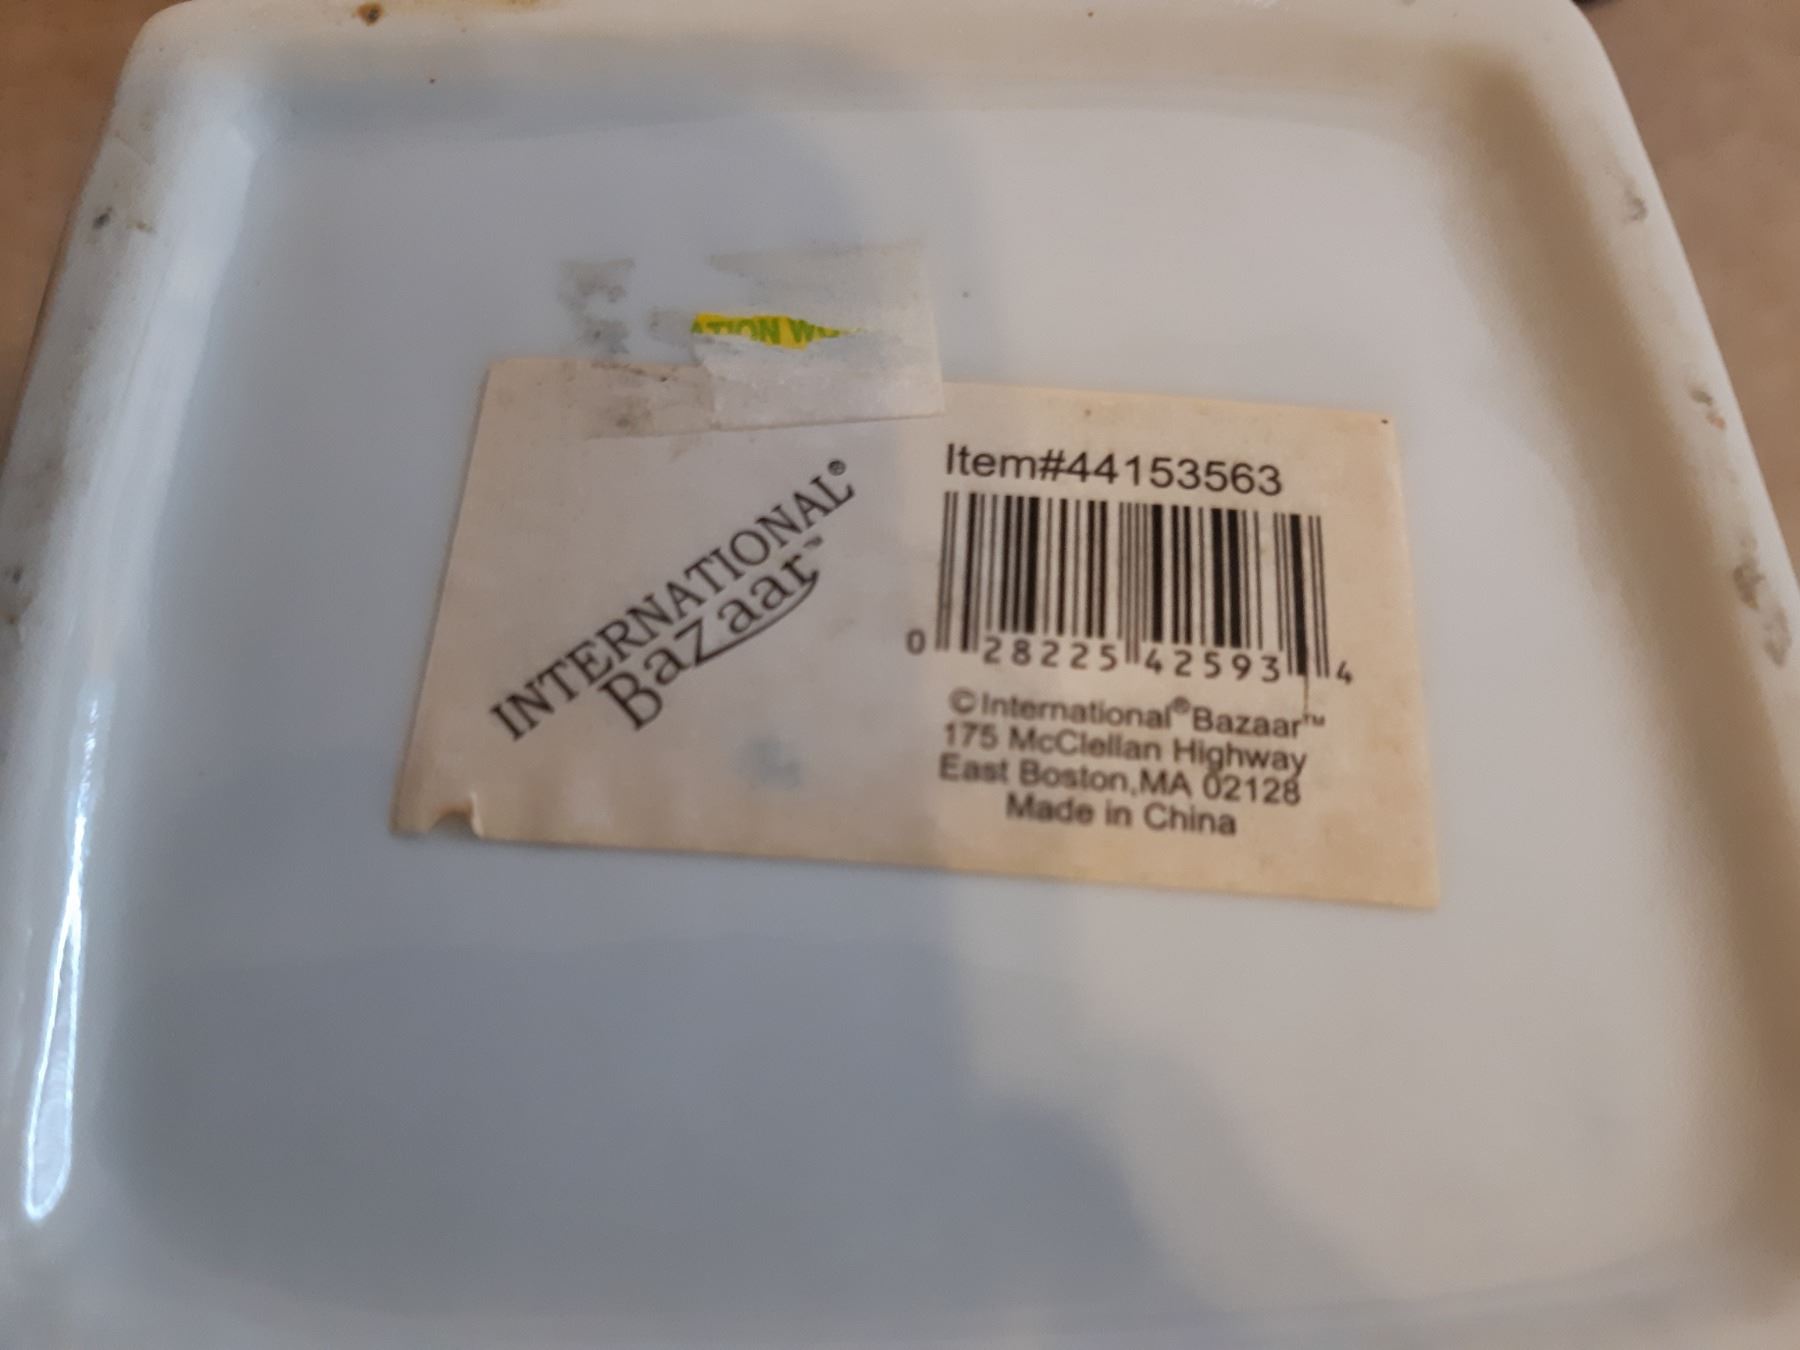 ATION W
INTERNATIONAL®
Bazaar™
Item#44153563
0 28225 42593 4
©International®Bazaar™
175 McClellan Highway
East Boston,MA 02128
Made in China